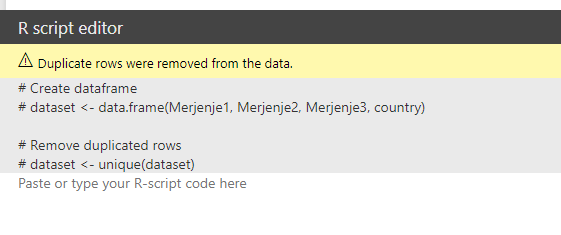 R script editor
⚠ Duplicate rows were removed from the data.
# Create dataframe
# dataset <- data.frame(Merjenje1, Merjenje2, Merjenje3, country)
# Remove duplicated rows
# dataset <- unique(dataset)
Paste or type your R-script code here